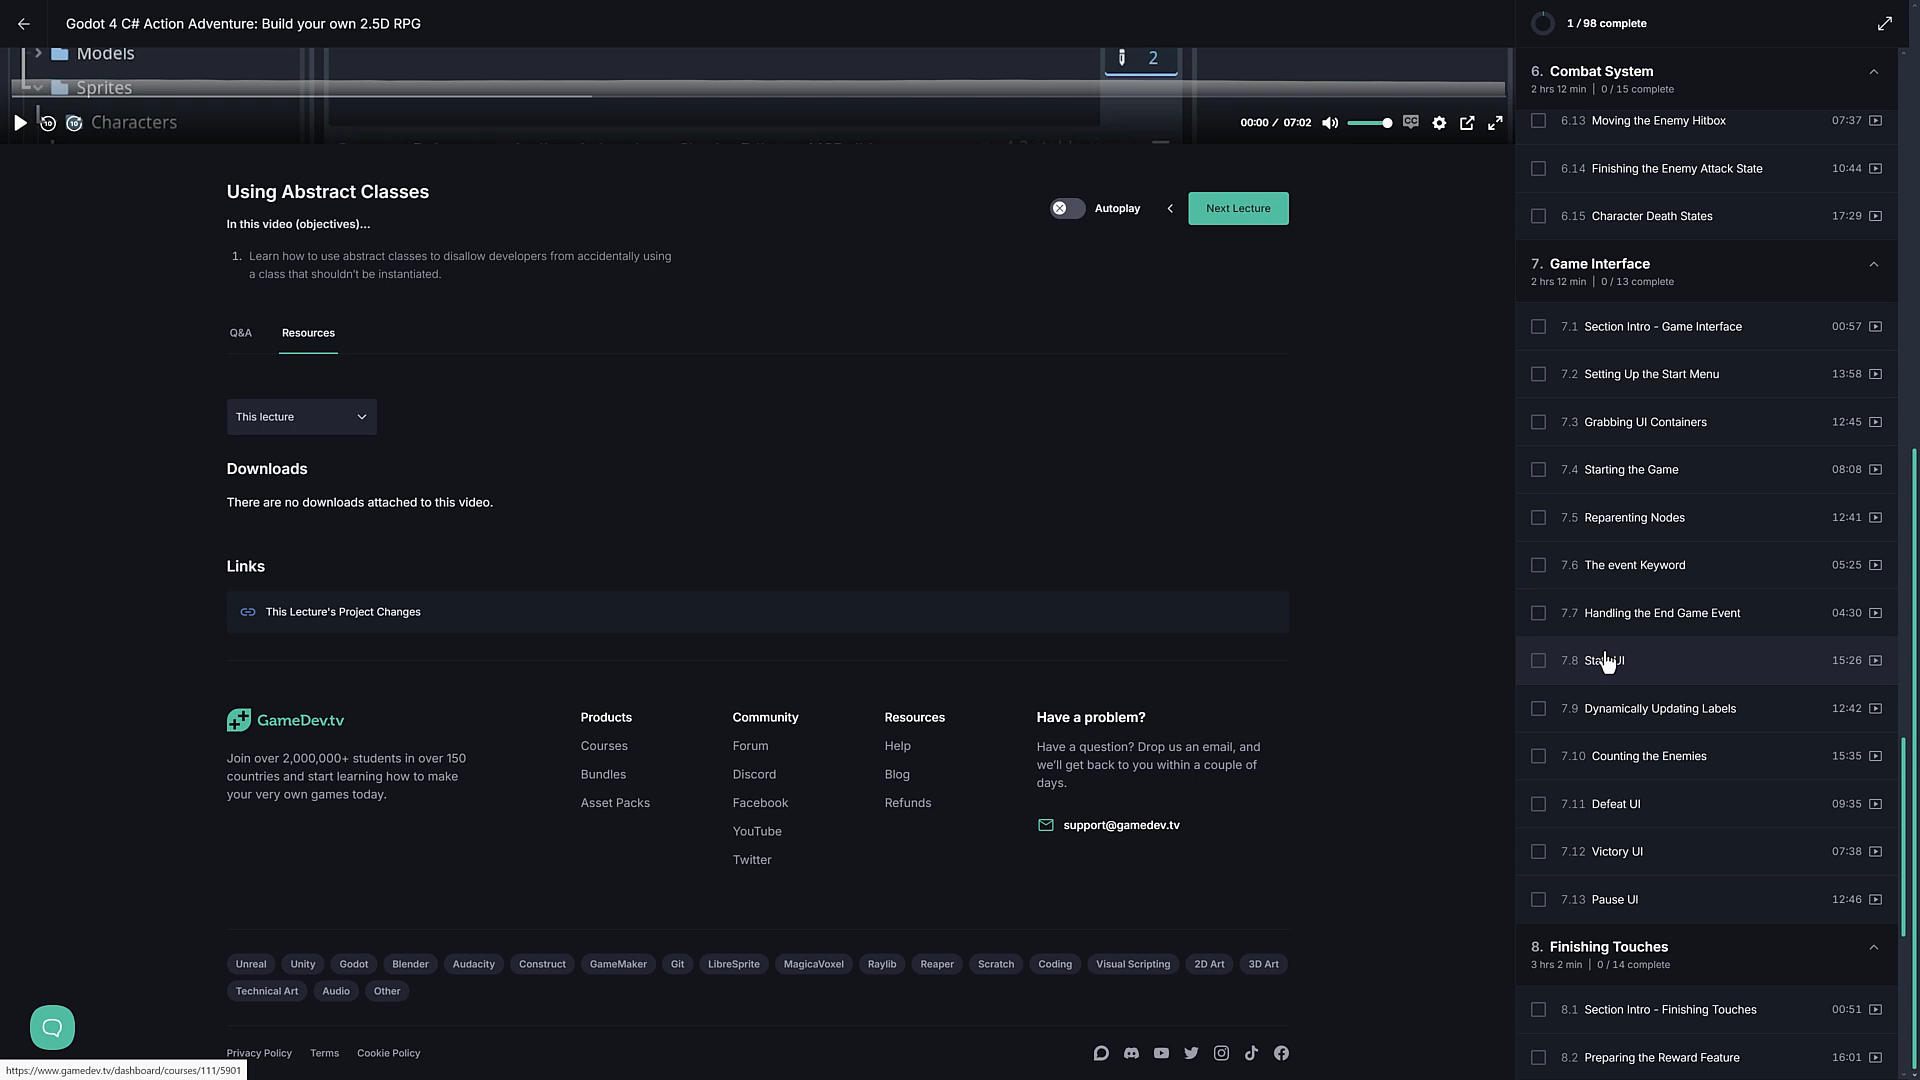 Godot 4 C# Action Adventure: Build your own 2.5D RPG
1 / 98 complete
Models
2
Sprites
Characters
00:00 / 07:02
CC
Using Abstract Classes
In this video (objectives)...
1. Learn how to use abstract classes to disallow developers from accidentally using
a class that shouldn't be instantiated.
Autoplay
Next Lecture
Q&A
Resources
This lecture
Downloads
There are no downloads attached to this video.
Links
This Lecture's Project Changes
GameDev.tv
Join over 2,000,000+ students in over 150
countries and start learning how to make
your very own games today.
Products
Courses
Bundles
Asset Packs
Community
Forum
Discord
Facebook
YouTube
Twitter
Resources
Help
Blog
Refunds
Have a problem?
Have a question? Drop us an email, and
we'll get back to you within a couple of
days.
support@gamedev.tv
Unreal Unity Godot Blender Audacity Construct GameMaker Git LibreSprite MagicaVoxel Raylib Reaper Scratch Coding Visual Scripting 2D Art 3D Art
Technical Art Audio Other
Privacy Policy Terms Cookie Policy
https://www.gamedev.tv/dashboard/courses/111/5901
6. Combat System
2 hrs 12 min | 0 / 15 complete
6.13 Moving the Enemy Hitbox 07:37
6.14 Finishing the Enemy Attack State 10:44
6.15 Character Death States 17:29
7. Game Interface
2 hrs 12 min | 0 / 13 complete
7.1 Section Intro - Game Interface 00:57
7.2 Setting Up the Start Menu 13:58
7.3 Grabbing UI Containers 12:45
7.4 Starting the Game 08:08
7.5 Reparenting Nodes 12:41
7.6 The event Keyword 05:25
7.7 Handling the End Game Event 04:30
7.8 15:26
7.9 Dynamically Updating Labels 12:42
7.10 Counting the Enemies 15:35
7.11 Defeat UI 09:35
7.12 Victory UI 07:38
7.13 Pause UI 12:46
8. Finishing Touches
3 hrs 2 min | 0 / 14 complete
8.1 Section Intro - Finishing Touches 00:51
8.2 Preparing the Reward Feature 16:01